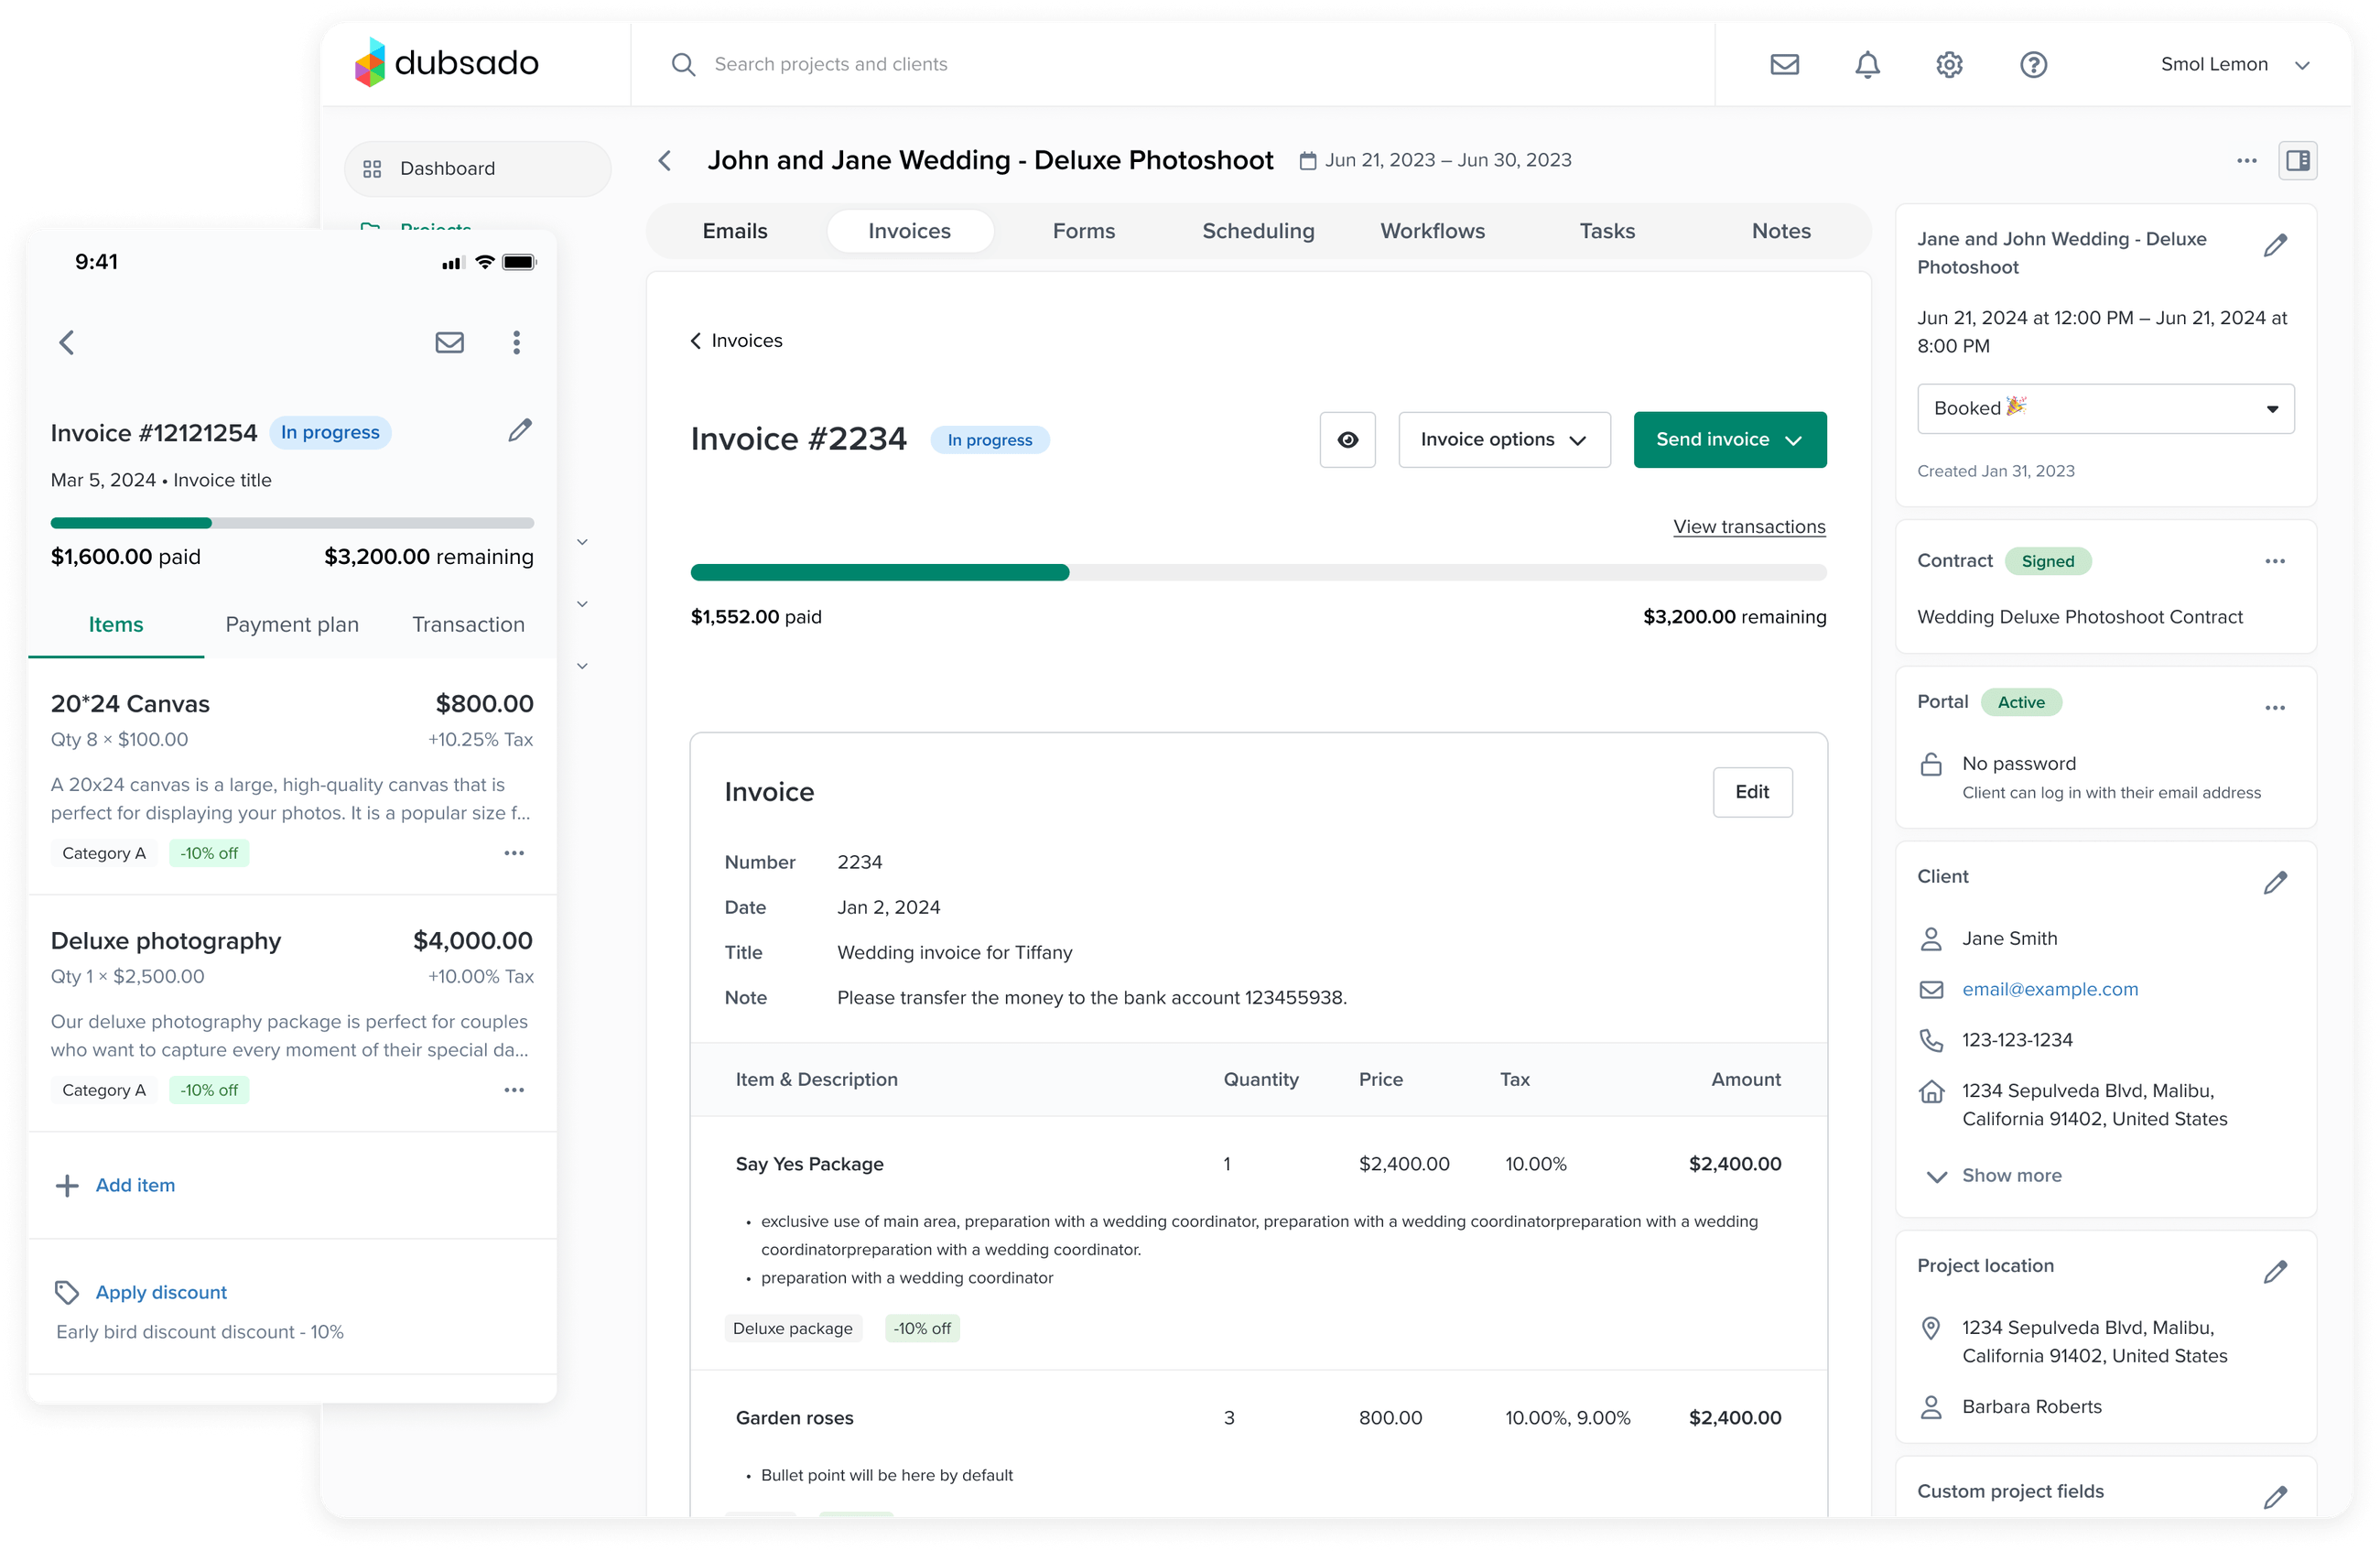 dubsado
Search projects and clients
Smol Lemon
Dashboard
Projects
John and Jane Wedding - Deluxe Photoshoot
Jun 21, 2023 – Jun 30, 2023
Emails
Invoices
Forms
Scheduling
Workflows
Tasks
Notes
Invoices
Invoice #2234
In progress
Invoice options
Send invoice
View transactions
$1,552.00 paid
$3,200.00 remaining
Invoice
Edit
Number 2234
Date Jan 2, 2024
Title Wedding invoice for Tiffany
Note Please transfer the money to the bank account 123455938.
Item & Description Quantity Price Tax Amount
Say Yes Package 1 $2,400.00 10.00% $2,400.00
• exclusive use of main area, preparation with a wedding coordinator, preparation with a wedding coordinatorpreparation with a wedding
coordinatorpreparation with a wedding coordinator.
• preparation with a wedding coordinator
Deluxe package -10% off
Garden roses 3 800.00 10.00%, 9.00% $2,400.00
• Bullet point will be here by default
Jane and John Wedding - Deluxe
Photoshoot
Jun 21, 2024 at 12:00 PM – Jun 21, 2024 at
8:00 PM
Booked 🎉
Created Jan 31, 2023
Contract Signed
Wedding Deluxe Photoshoot Contract
Portal Active
No password
Client can log in with their email address
Client
Jane Smith
email@example.com
123-123-1234
1234 Sepulveda Blvd, Malibu,
California 91402, United States
Show more
Project location
1234 Sepulveda Blvd, Malibu,
California 91402, United States
Barbara Roberts
Custom project fields
9:41
Invoice #12121254 In progress
Mar 5, 2024 • Invoice title
$1,600.00 paid $3,200.00 remaining
Items Payment plan Transaction
20*24 Canvas $800.00
Qty 8 × $100.00 +10.25% Tax
A 20x24 canvas is a large, high-quality canvas that is
perfect for displaying your photos. It is a popular size f...
Category A -10% off
Deluxe photography $4,000.00
Qty 1 × $2,500.00 +10.00% Tax
Our deluxe photography package is perfect for couples
who want to capture every moment of their special da...
Category A -10% off
Add item
Apply discount
Early bird discount discount - 10%